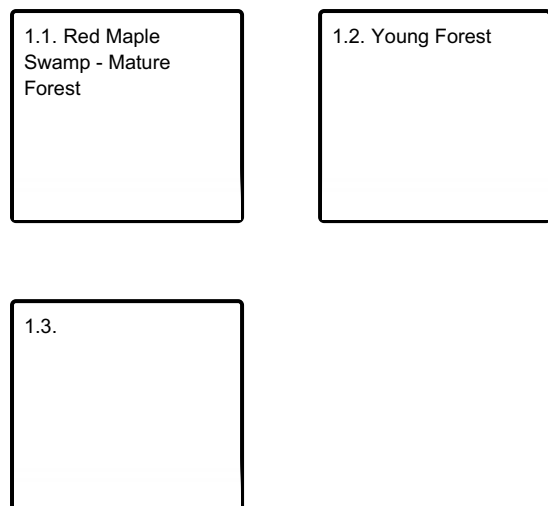 1.1. Red Maple
Swamp - Mature
Forest
1.2. Young Forest
1.3.